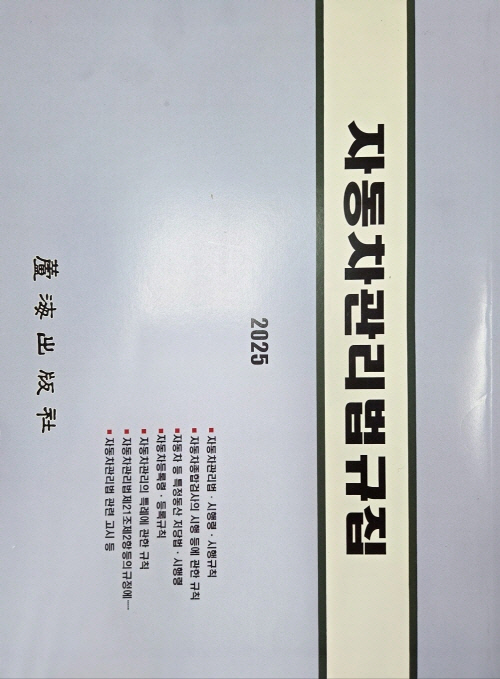 자동차관리법규집
2025
▪ 자동차관리법 · 시행령 · 시행규칙
▪ 자동차종합검사의 시행 등에 관한 규칙
▪ 자동차 등 특정동산 저당법 · 시행령
▪ 자동차등록령 · 등록규칙
▪ 자동차관리의 특례에 관한 규칙
▪ 자동차관리법제21조제2항등의규정에―
▪ 자동차관리법 관련 고시 등
蘆海出版社